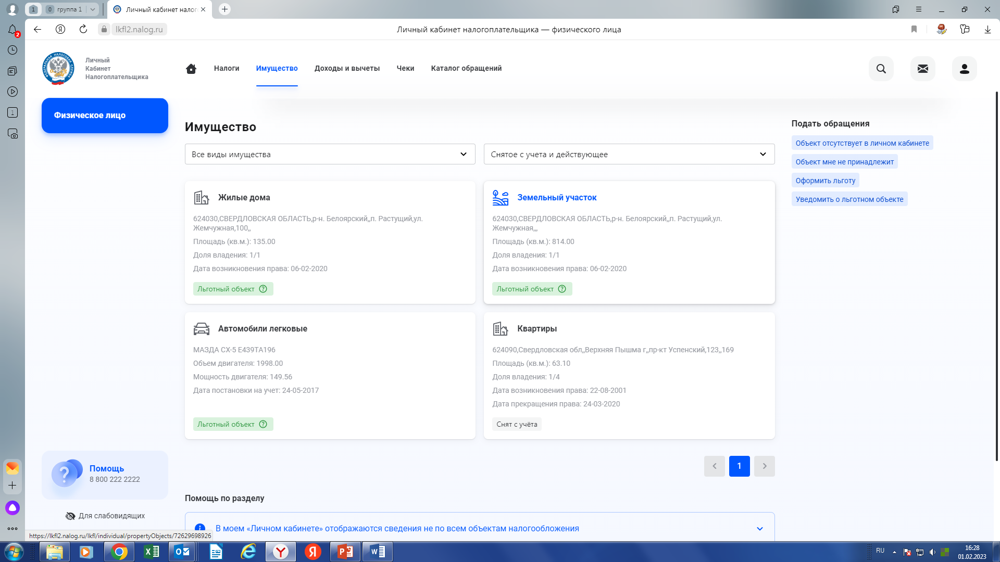 1
0 группа 1
Личный кабинет налог
2
lkfl2.nalog.ru
Личный кабинет налогоплательщика — физического лица
Личный
Кабинет
Налогоплательщика
Налоги
Имущество
Доходы и вычеты
Чеки
Каталог обращений
1
Физическое лицо
Имущество
Все виды имущества
Снятое с учета и действующее
Жилые дома
624030,СВЕРДЛОВСКАЯ ОБЛАСТЬ,р-н. Белоярский,,п. Растущий,ул.
Жемчужная,100,,
Площадь (кв.м.): 135.00
Доля владения: 1/1
Дата возникновения права: 06-02-2020
Льготный объект ?
Земельный участок
624030,СВЕРДЛОВСКАЯ ОБЛАСТЬ,р-н. Белоярский,,п. Растущий,ул.
Жемчужная,,,
Площадь (кв.м.): 814.00
Доля владения: 1/1
Дата возникновения права: 06-02-2020
Льготный объект ?
Автомобили легковые
МАЗДА СХ-5 Е439ТА196
Объем двигателя: 1998.00
Мощность двигателя: 149.56
Дата постановки на учет: 24-05-2017
Льготный объект ?
Квартиры
624090,Свердловская обл,,Верхняя Пышма г,,пр-кт Успенский,123,,169
Площадь (кв.м.): 63.10
Доля владения: 1/4
Дата возникновения права: 22-08-2001
Дата прекращения права: 24-03-2020
Снят с учёта
Подать обращения
Объект отсутствует в личном кабинете
Объект мне не принадлежит
Оформить льготу
Уведомить о льготном объекте
1
Помощь
8 800 222 2222
Для слабовидящих
Помощь по разделу
В моем «Личном кабинете» отображаются сведения не по всем объектам налогообложения
https://lkfl2.nalog.ru/lkfl/individual/propertyObjects/72629698926
RU
16:28
01.02.2023